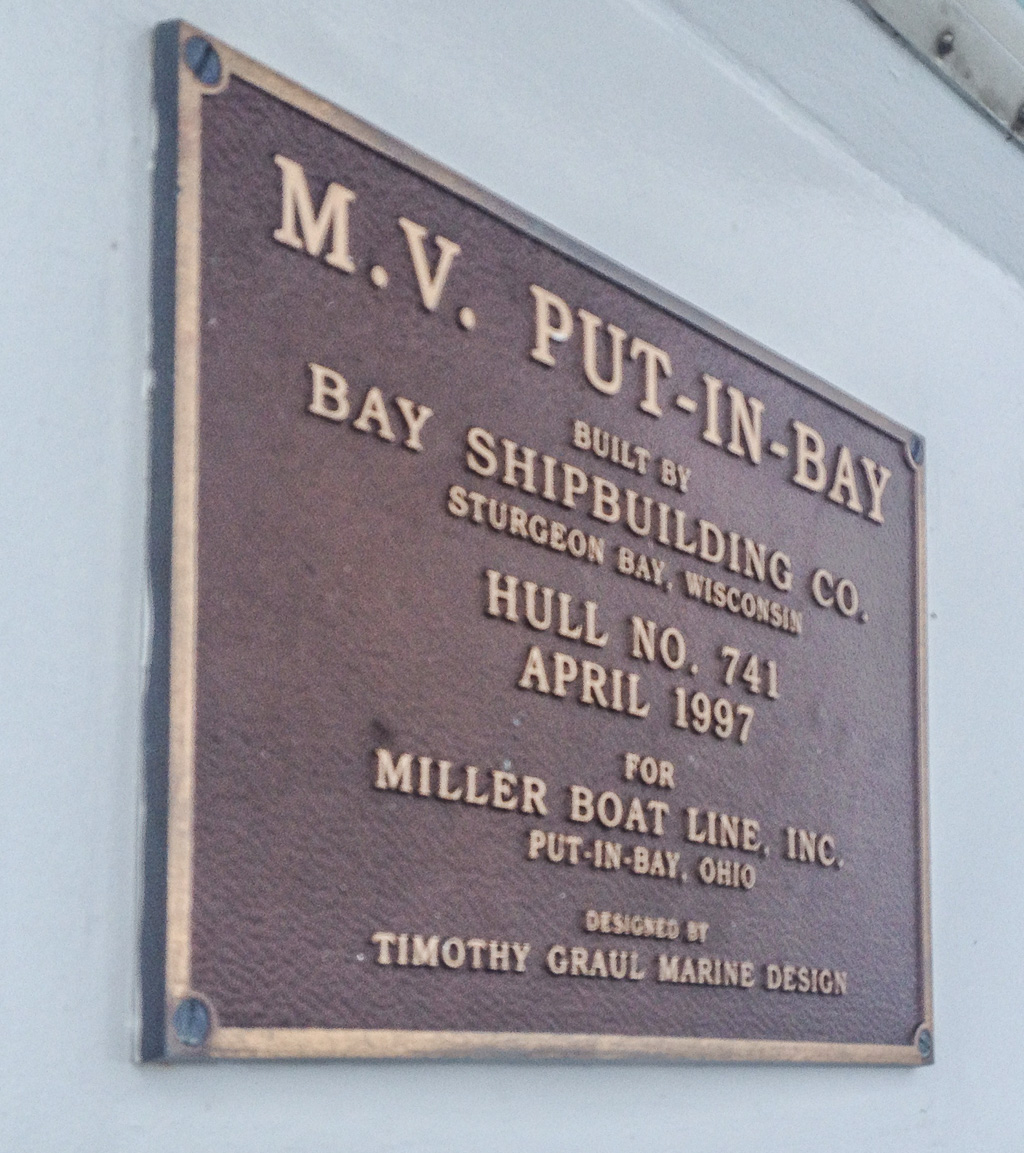 M.V. PUT-IN-BAY
BUILT BY
BAY SHIPBUILDING CO.
STURGEON BAY, WISCONSIN
HULL NO. 741
APRIL 1997
FOR
MILLER BOAT LINE, INC.
PUT-IN-BAY, OHIO
DESIGNED BY
TIMOTHY GRAUL MARINE DESIGN